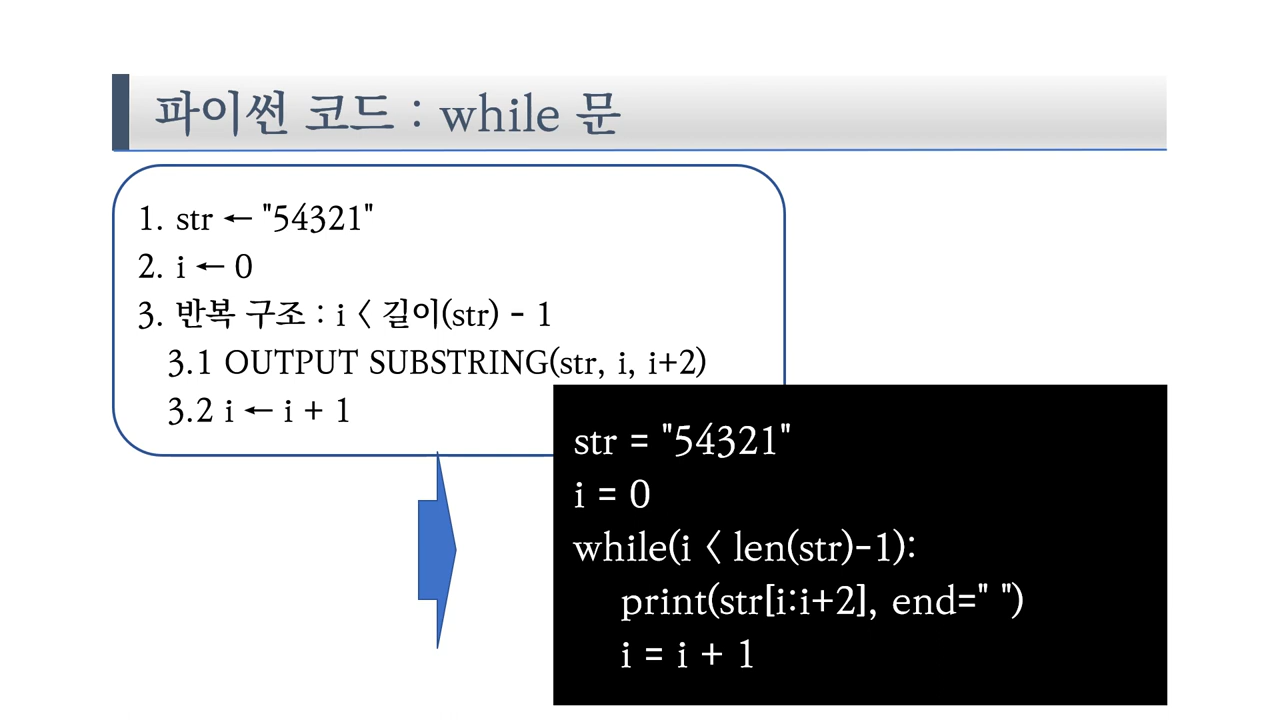 파이썬 코드 : while 문
1. str ← "54321"
2. i ← 0
3. 반복 구조 : i < 길이(str) - 1
3.1 OUTPUT SUBSTRING(str, i, i+2)
3.2 i ← i + 1
str = "54321"
i = 0
while(i < len(str)-1):
print(str[i:i+2], end=" ")
i = i + 1